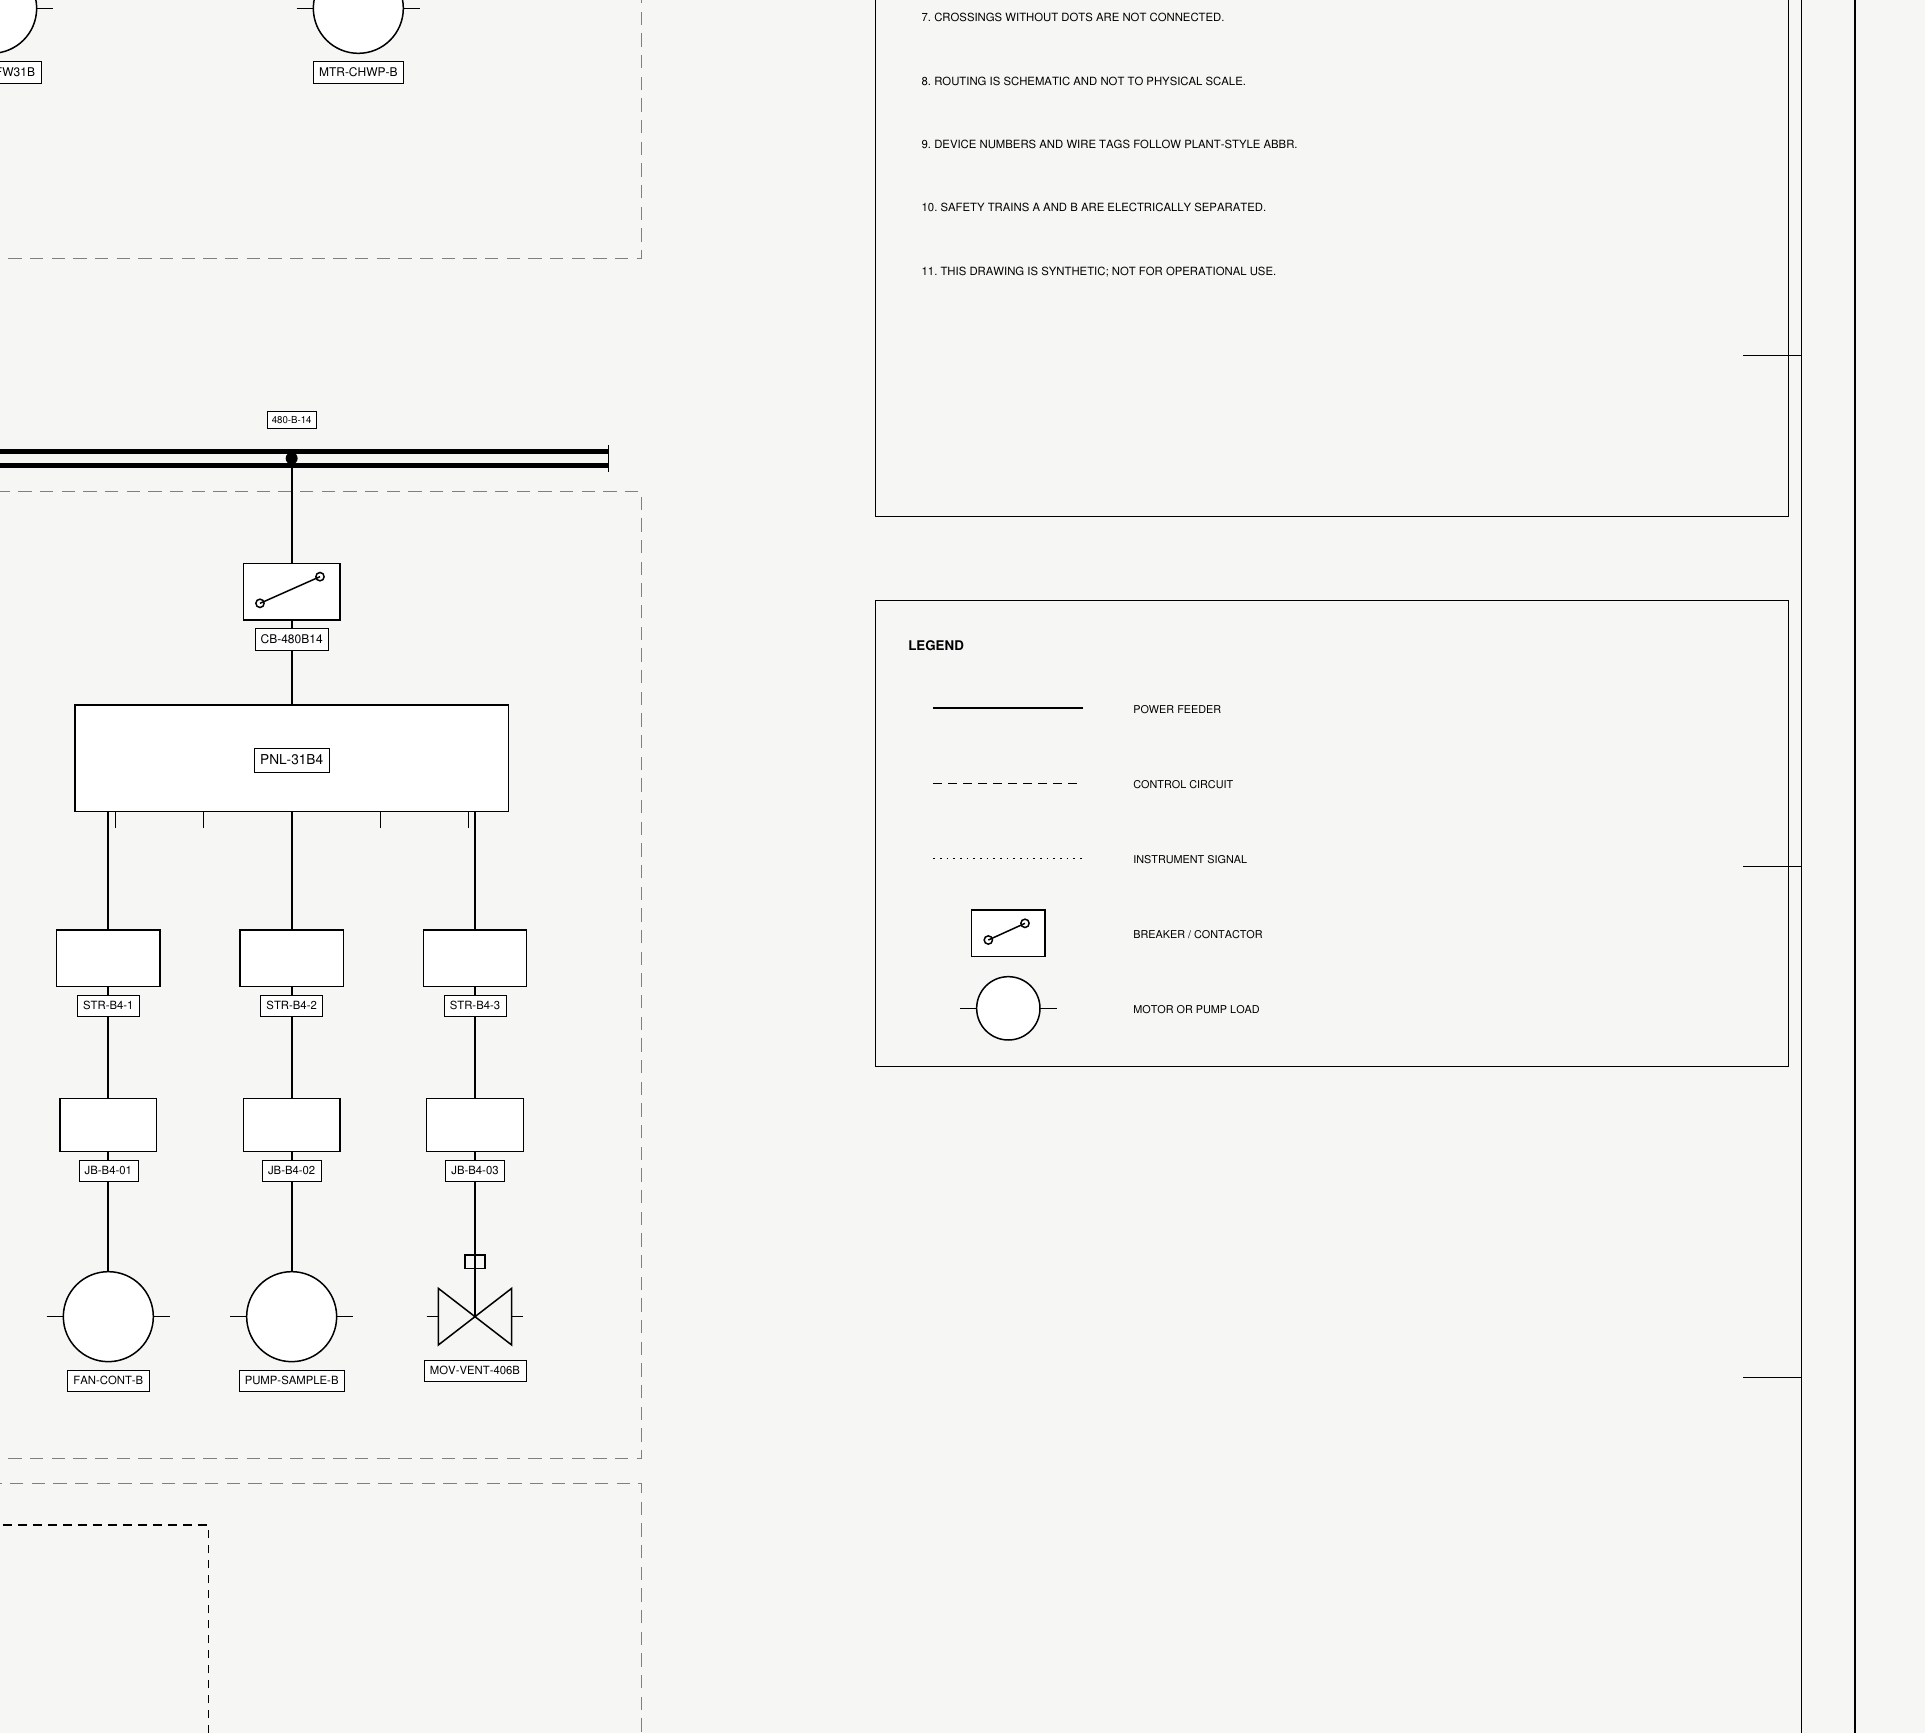 FW31B
MTR-CHWP-B
7. CROSSINGS WITHOUT DOTS ARE NOT CONNECTED.
8. ROUTING IS SCHEMATIC AND NOT TO PHYSICAL SCALE.
9. DEVICE NUMBERS AND WIRE TAGS FOLLOW PLANT-STYLE ABBR.
10. SAFETY TRAINS A AND B ARE ELECTRICALLY SEPARATED.
11. THIS DRAWING IS SYNTHETIC; NOT FOR OPERATIONAL USE.
480-B-14
CB-480B14
PNL-31B4
STR-B4-1
STR-B4-2
STR-B4-3
JB-B4-01
JB-B4-02
JB-B4-03
FAN-CONT-B
PUMP-SAMPLE-B
MOV-VENT-406B
LEGEND
POWER FEEDER
CONTROL CIRCUIT
INSTRUMENT SIGNAL
BREAKER / CONTACTOR
MOTOR OR PUMP LOAD